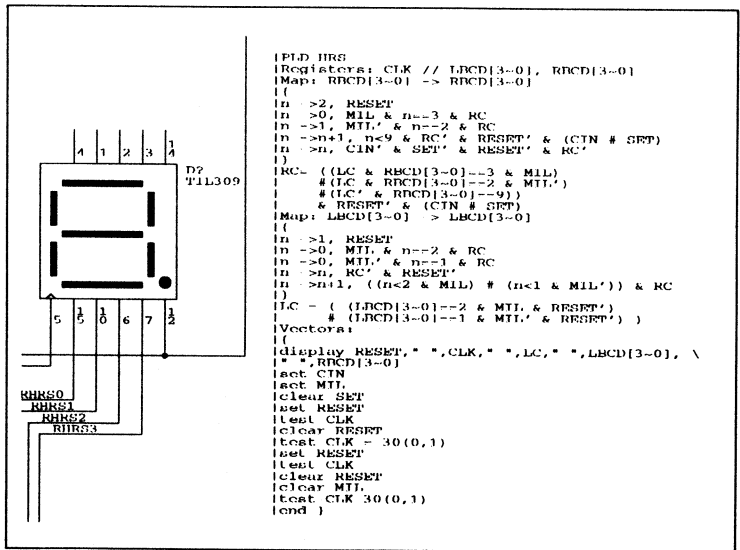 4 1 2 3 14
D?
TIL309
5 15 10 6 7 12
RHRS0
RHRS1
RHRS2
RHRS3
|PLD HRS
|Registers: CLK // LBCD[3~0], RBCD[3~0]
|Map: RBCD[3~0] -> RBCD[3~0]
|{
|n ->2, RESET
|n ->0, MIL & n==3 & RC
|n ->1, MIL' & n==2 & RC
|n ->n+1, n<9 & RC' & RESET' & (CIN # SET)
|n ->n, CIN' & SET' & RESET' & RC'
|}
|RC= ((LC & RBCD[3~0]==3 & MIL)
| #(LC & RBCD[3~0]==2 & MIL')
| #(LC' & RBCD[3~0]==9))
| & RESET' & (CIN # SET)
|Map: LBCD[3~0] -> LBCD[3~0]
|{
|n ->1, RESET
|n ->0, MIL & n==2 & RC
|n ->0, MIL' & n==1 & RC
|n ->n, RC' & RESET'
|n ->n+1, ((n<2 & MIL) # (n<1 & MIL')) & RC
|}
|LC = ( (LBCD[3~0]==2 & MIL & RESET')
| # (LBCD[3~0]==1 & MIL' & RESET') )
|Vectors:
|{
|display RESET," ",CLK," ",LC," ",LBCD[3~0], \
|" ",RBCD[3~0]
|set CIN
|set MIL
|clear SET
|set RESET
|test CLK
|clear RESET
|test CLK = 30(0,1)
|set RESET
|test CLK
|clear RESET
|clear MIL
|test CLK 30(0,1)
|end }